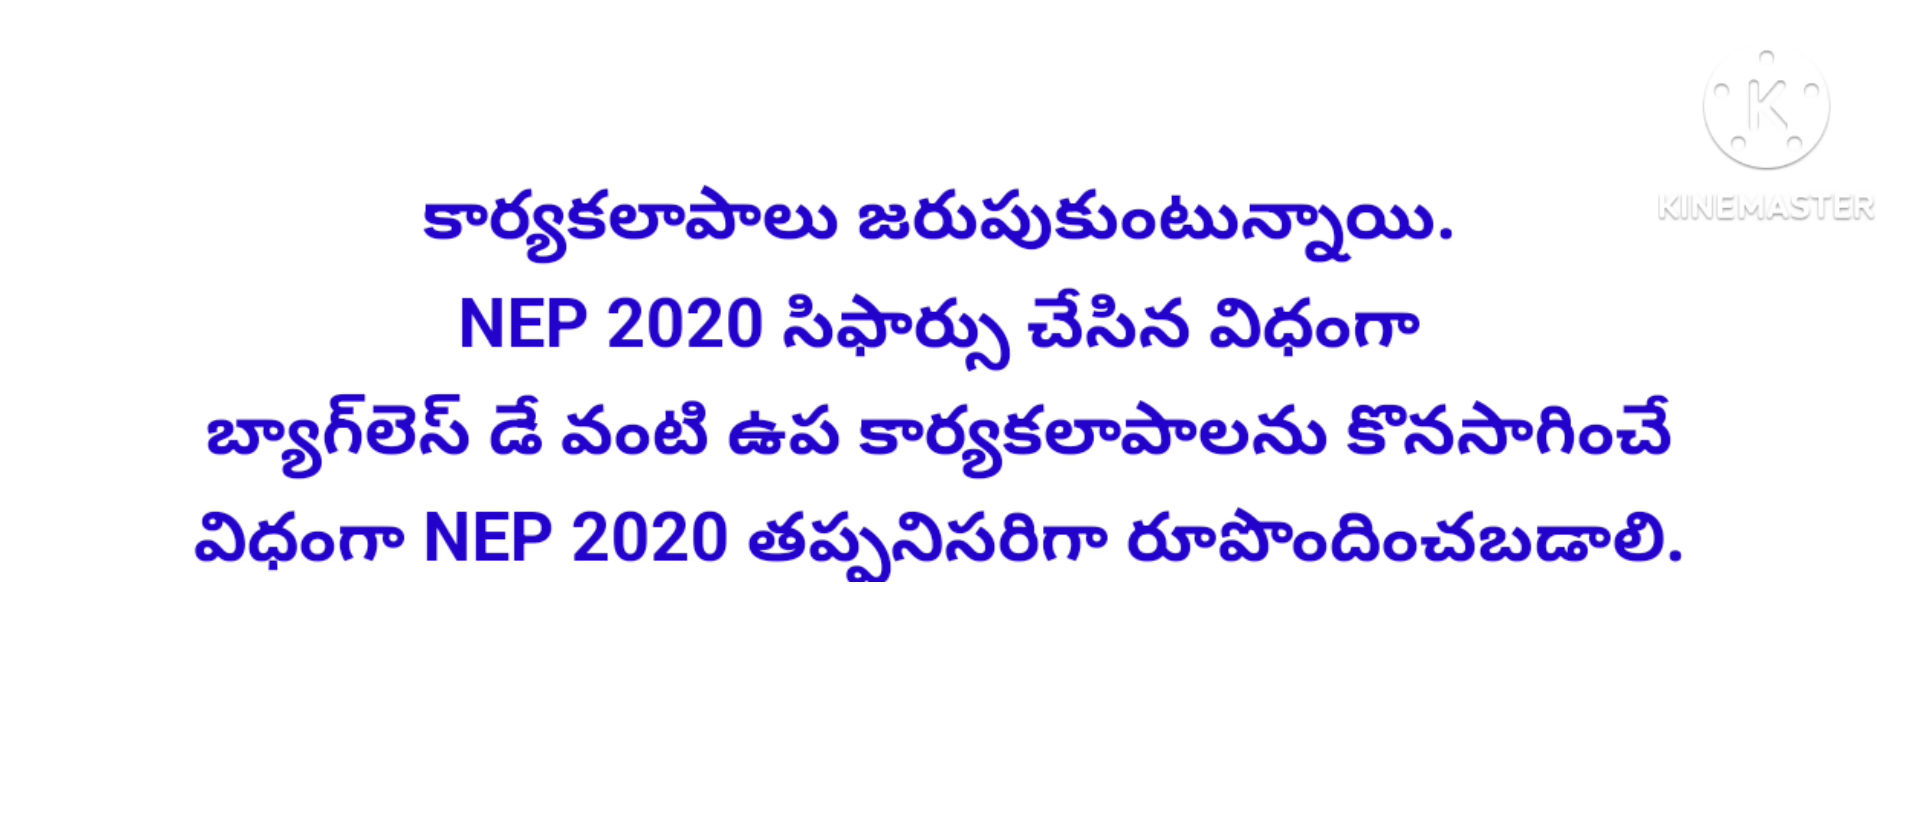 KINEMASTER
కార్యకలాపాలు జరుపుకుంటున్నాయి.
NEP 2020 సిఫార్సు చేసిన విధంగా
బ్యాగ్‌లెస్ డే వంటి ఉప కార్యకలాపాలను కొనసాగించే
విధంగా NEP 2020 తప్పనిసరిగా రూపొందించబడాలి.